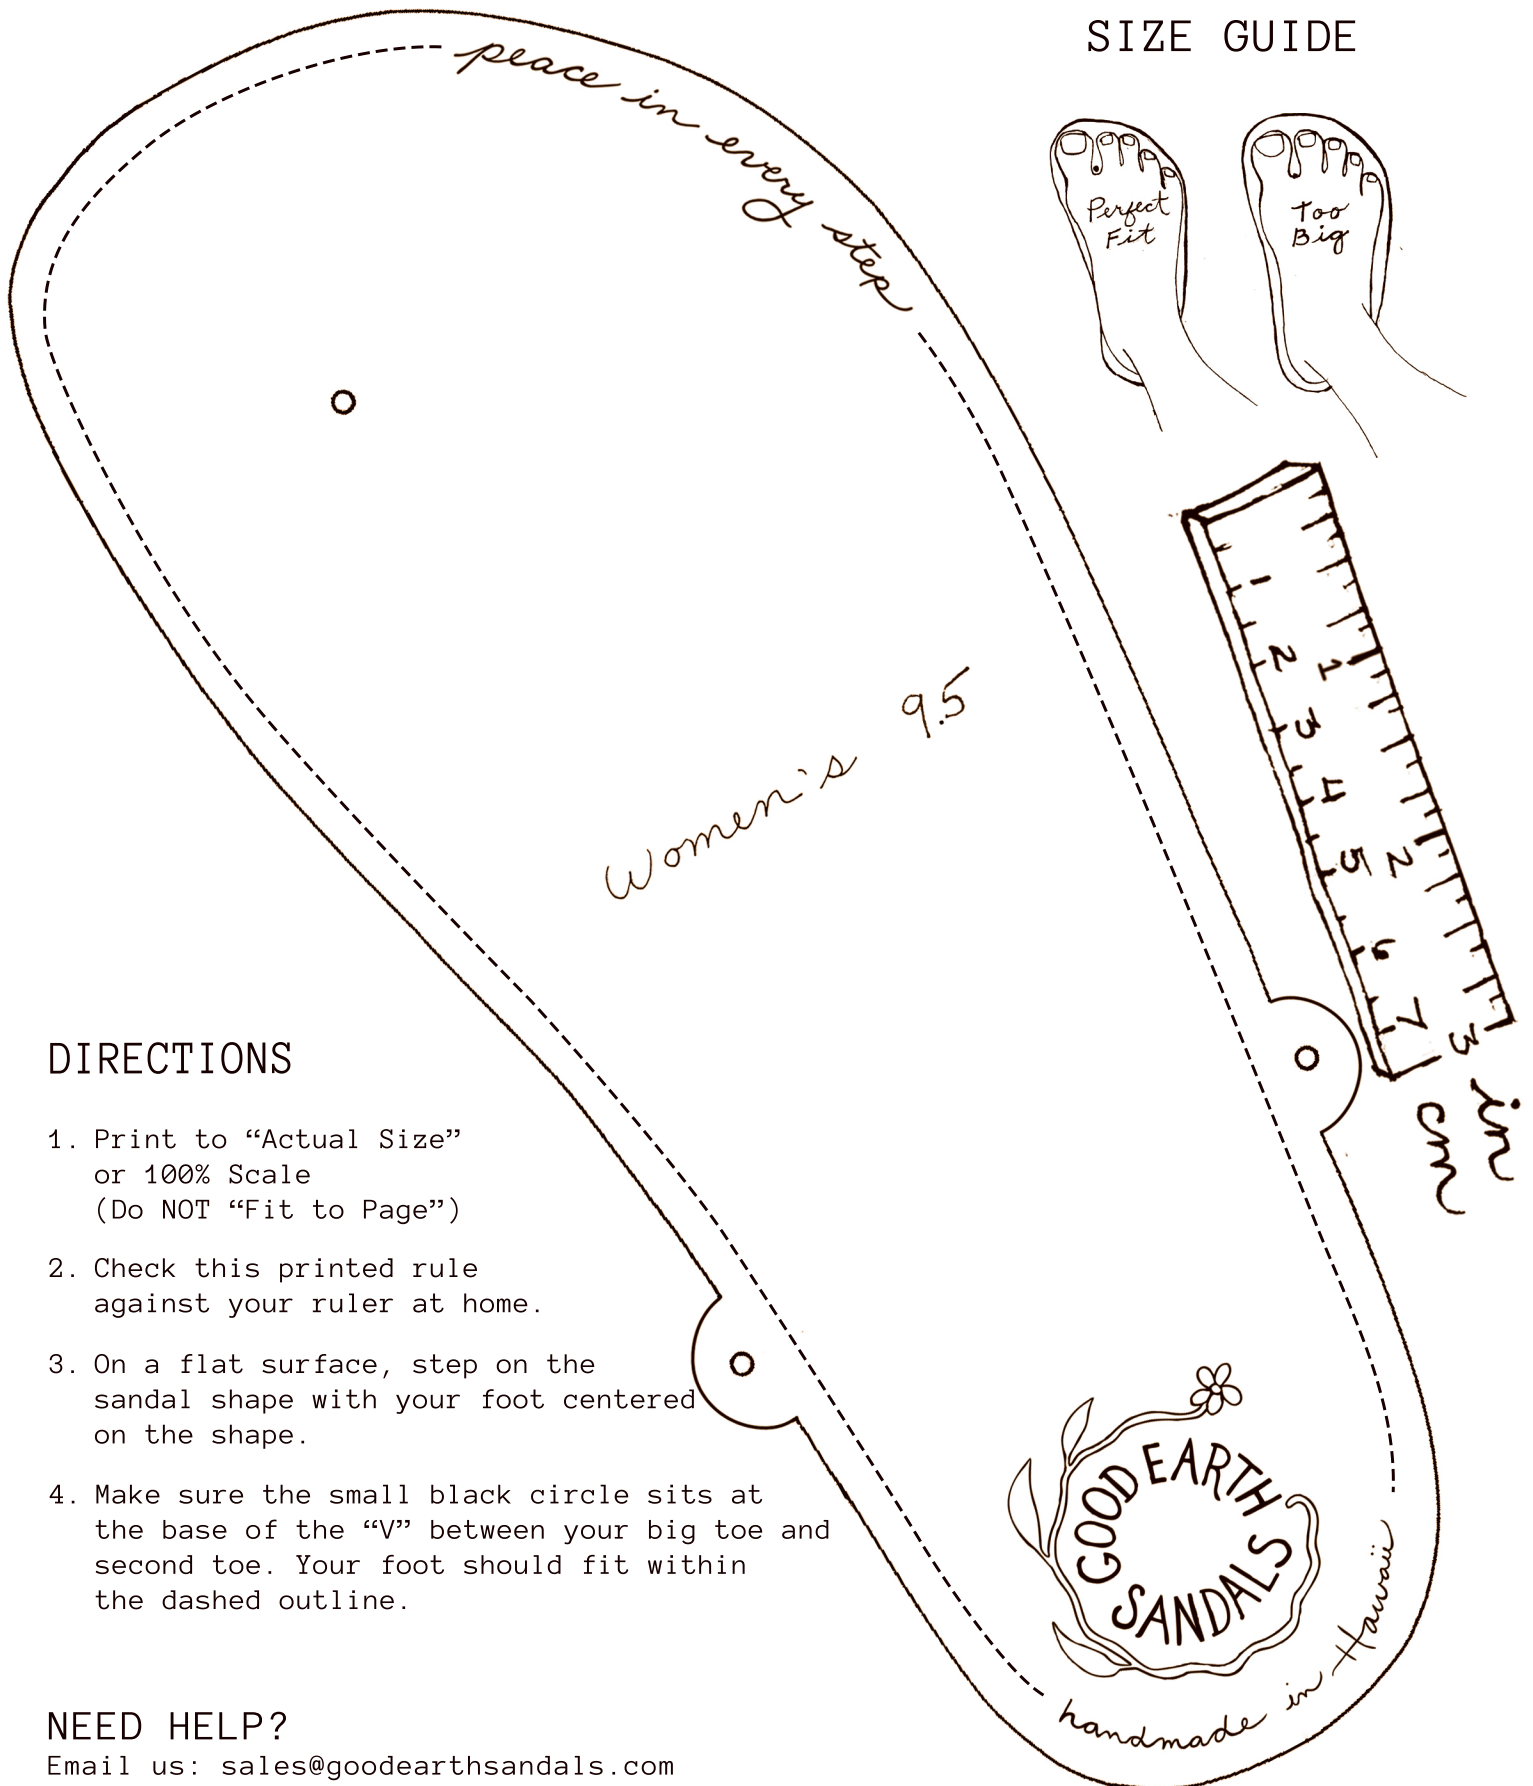 SIZE GUIDE
peace in every step
Perfect
Fit
Too
Big
1
2
3
4
5
6
7
cm
1
2
3
in
Women's 9.5
DIRECTIONS
1. Print to “Actual Size”
or 100% Scale
(Do NOT “Fit to Page”)
2. Check this printed rule
against your ruler at home.
3. On a flat surface, step on the
sandal shape with your foot centered
on the shape.
4. Make sure the small black circle sits at
the base of the “V” between your big toe and
second toe. Your foot should fit within
the dashed outline.
GOOD EARTH
SANDALS
handmade in Hawaii
NEED HELP?
Email us: sales@goodearthsandals.com